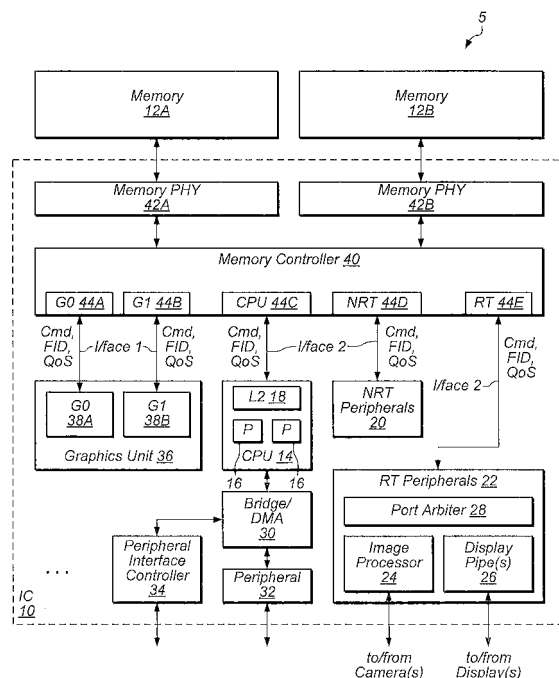 5
Memory
12A
Memory
12B
Memory PHY
42A
Memory PHY
42B
Memory Controller 40
G0 44A
G1 44B
CPU 44C
NRT 44D
RT 44E
Cmd,
FID,
QoS
I/face 1
Cmd,
FID,
QoS
Cmd,
FID,
QoS
I/face 2
Cmd,
FID,
QoS
Cmd,
FID,
QoS
I/face 2
G0
38A
G1
38B
Graphics Unit 36
L2 18
P
P
16
CPU 14
16
NRT
Peripherals
20
RT Peripherals 22
Port Arbiter 28
Image
Processor
24
Display
Pipe(s)
26
Bridge/
DMA
30
Peripheral
Interface
Controller
34
Peripheral
32
. . .
IC
10
to/from
Camera(s)
to/from
Display(s)